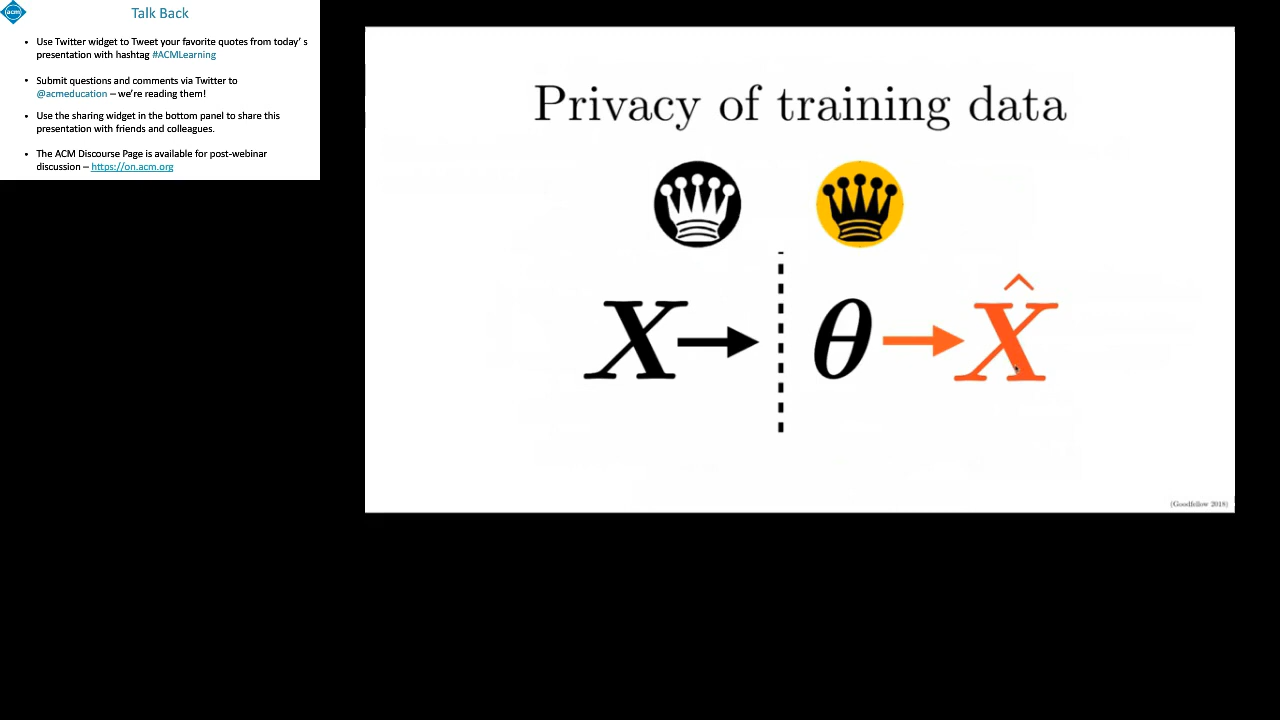 acm
Talk Back
• Use Twitter widget to Tweet your favorite quotes from today's
presentation with hashtag #ACMLearning
• Submit questions and comments via Twitter to
@acmeducation – we're reading them!
• Use the sharing widget in the bottom panel to share this
presentation with friends and colleagues.
• The ACM Discourse Page is available for post-webinar
discussion – https://on.acm.org
Privacy of training data
X → θ → X̂
(Goodfellow 2018)